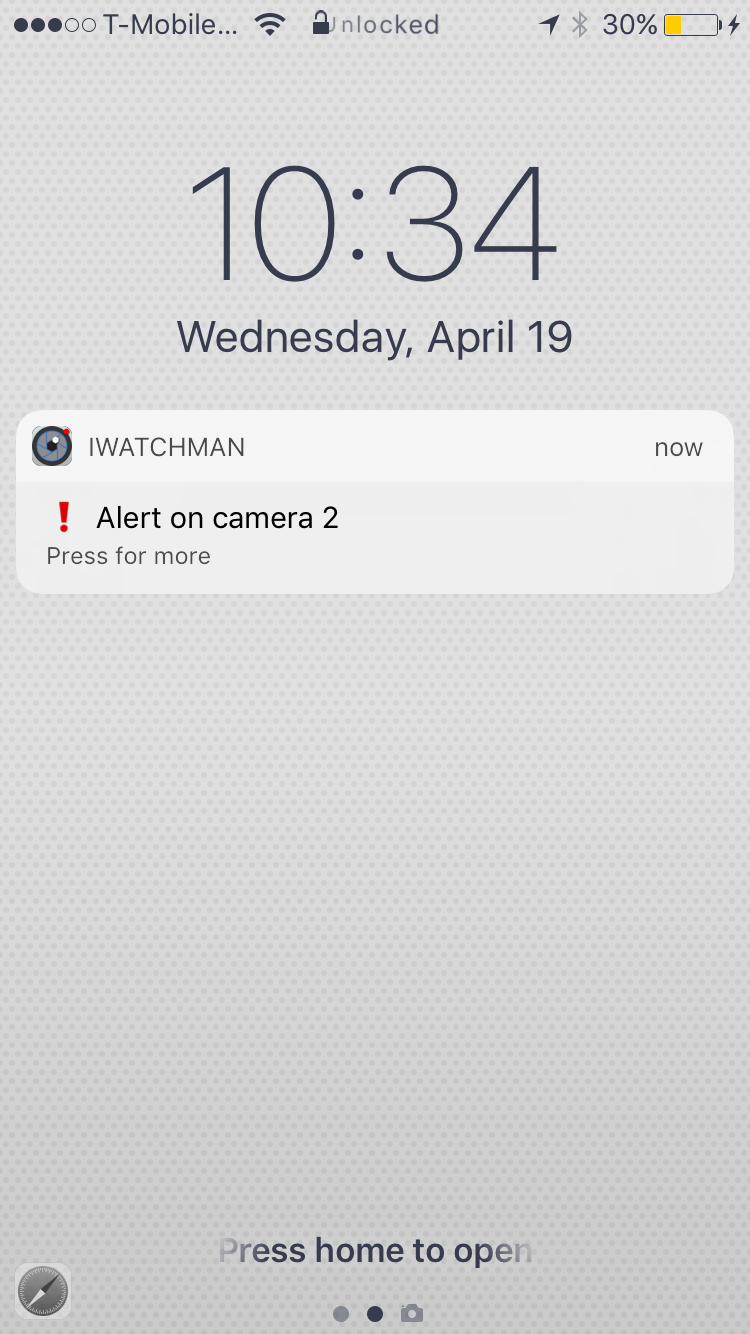 T-Mobile... Unlocked 30%
10:34
Wednesday, April 19
IWATCHMAN now
Alert on camera 2
Press for more
Press home to open